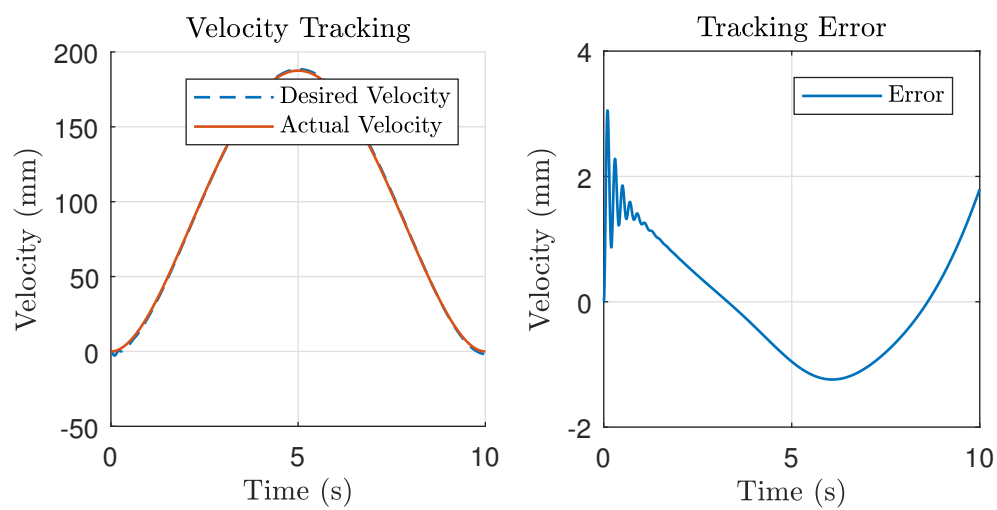 Velocity Tracking
200
150
100
50
0
-50
0
5
10
Velocity (mm)
Time (s)
Desired Velocity
Actual Velocity
Tracking Error
4
2
0
-2
0
5
10
Velocity (mm)
Time (s)
Error